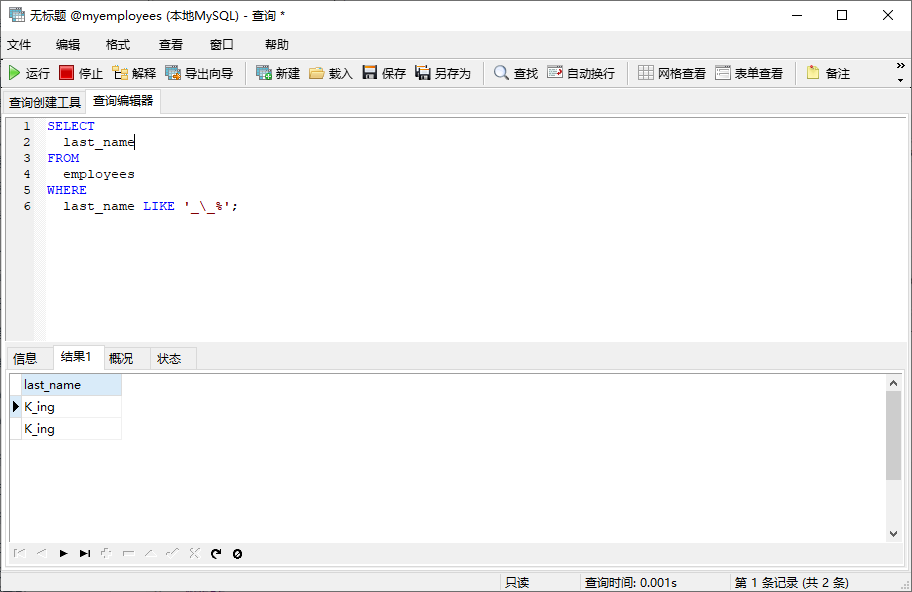 无标题 @myemployees (本地MySQL) - 查询 *
文件 编辑 格式 查看 窗口 帮助
运行 停止 解释 导出向导 新建 载入 保存 另存为 查找 自动换行 网格查看 表单查看 备注
查询创建工具 查询编辑器
1 SELECT
2 last_name
3 FROM
4 employees
5 WHERE
6 last_name LIKE '_\_%';
信息 结果1 概况 状态
last_name
K_ing
K_ing
只读 查询时间: 0.001s 第 1 条记录 (共 2 条)